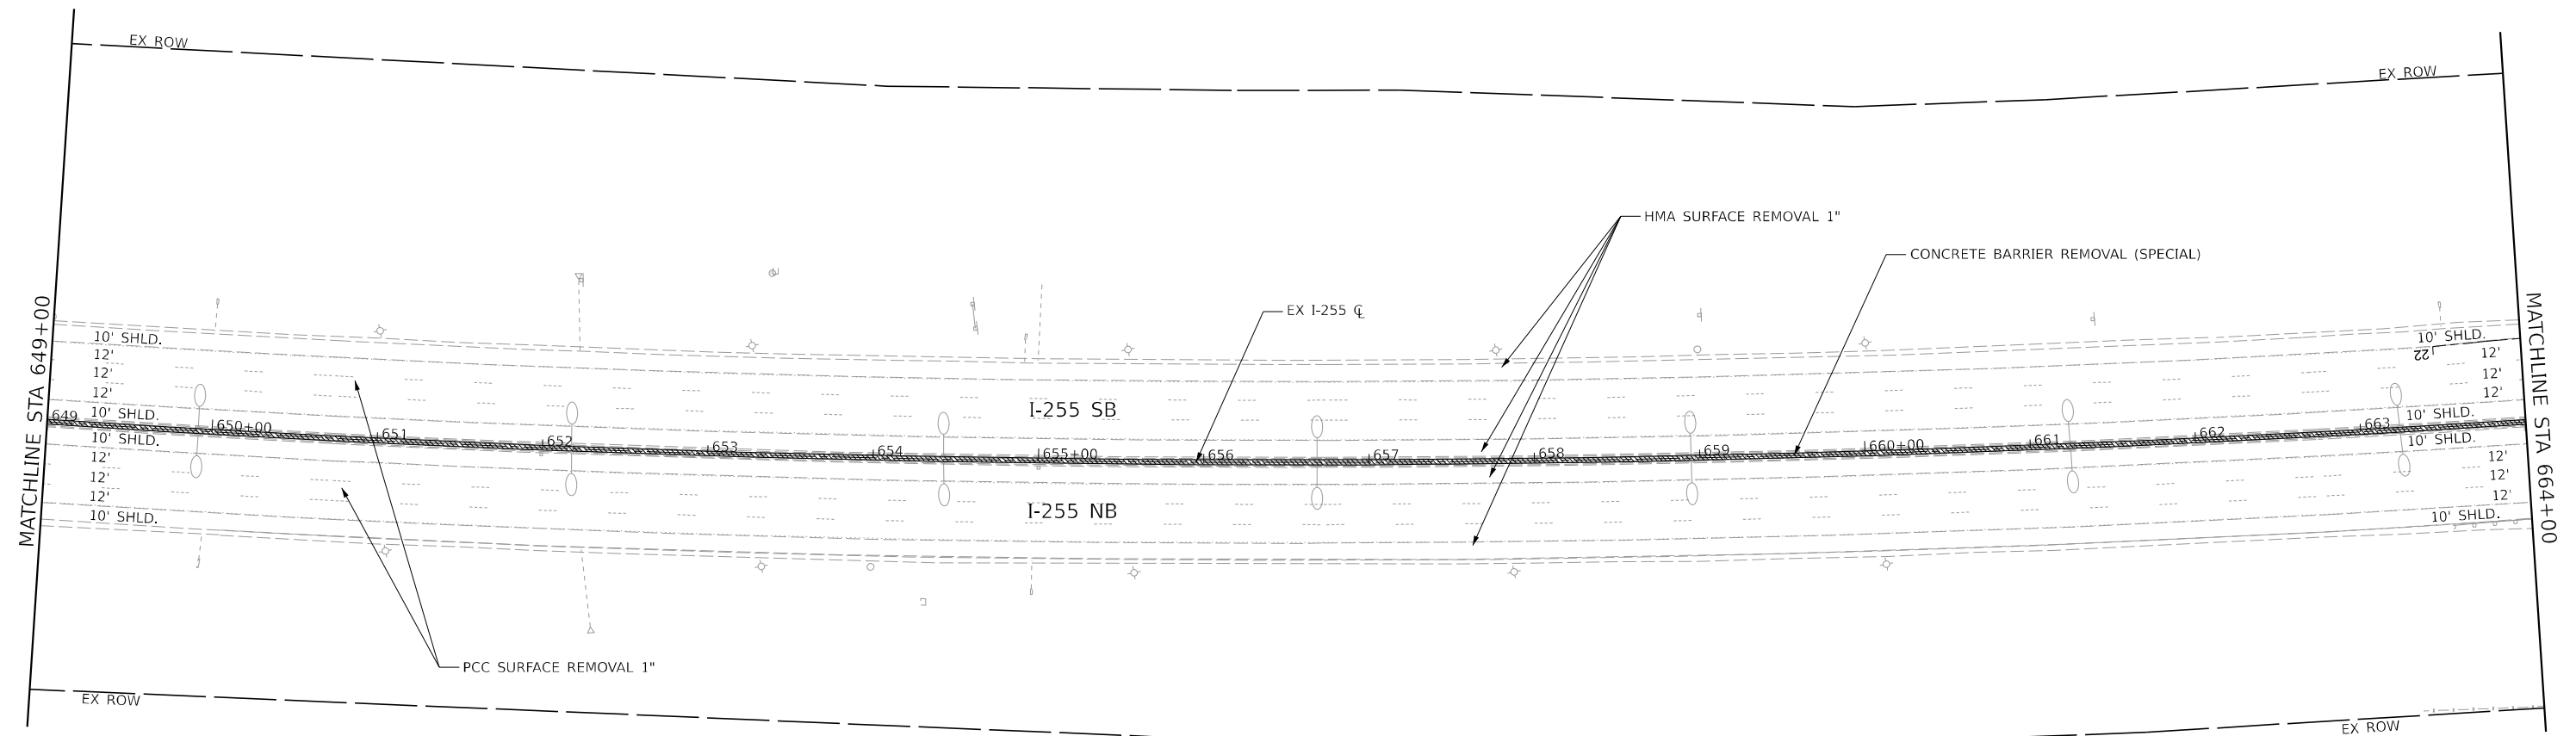 EX ROW
EX ROW
HMA SURFACE REMOVAL 1"
CONCRETE BARRIER REMOVAL (SPECIAL)
EX I-255 ℄
MATCHLINE STA 649+00
MATCHLINE STA 664+00
10' SHLD.
12'
12'
12'
10' SHLD.
10' SHLD.
22
12'
12'
12'
10' SHLD.
I-255 SB
649
650+00
651
652
653
654
655+00
656
657
658
659
660+00
661
662
663
10' SHLD.
12'
12'
12'
10' SHLD.
10' SHLD.
12'
12'
12'
10' SHLD.
I-255 NB
PCC SURFACE REMOVAL 1"
EX ROW
EX ROW